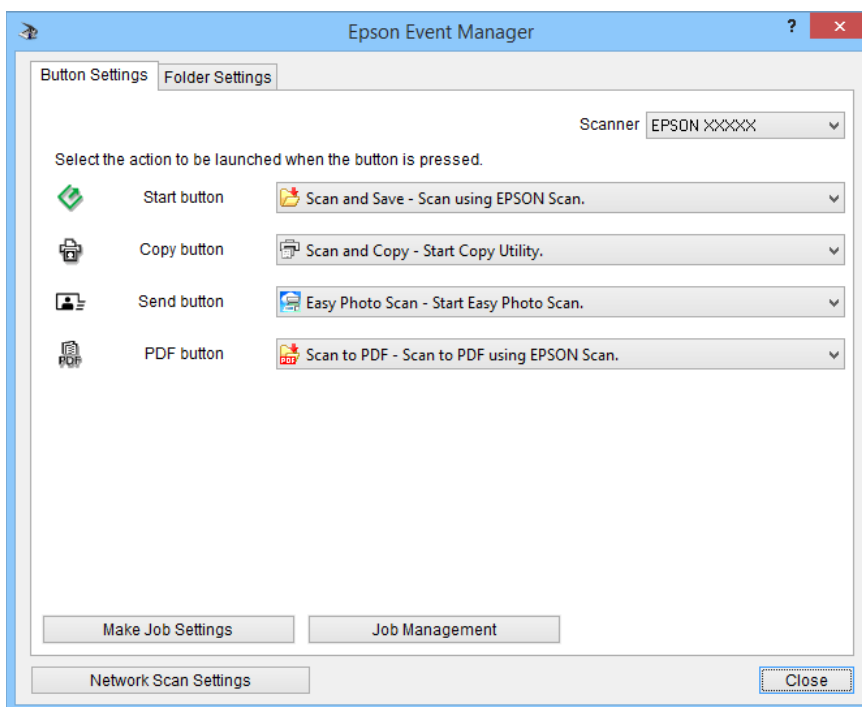 Epson Event Manager
? ×
Button Settings Folder Settings
Scanner EPSON XXXXX
Select the action to be launched when the button is pressed.
Start button Scan and Save - Scan using EPSON Scan.
Copy button Scan and Copy - Start Copy Utility.
Send button Easy Photo Scan - Start Easy Photo Scan.
PDF PDF button PDF Scan to PDF - Scan to PDF using EPSON Scan.
Make Job Settings Job Management
Network Scan Settings Close